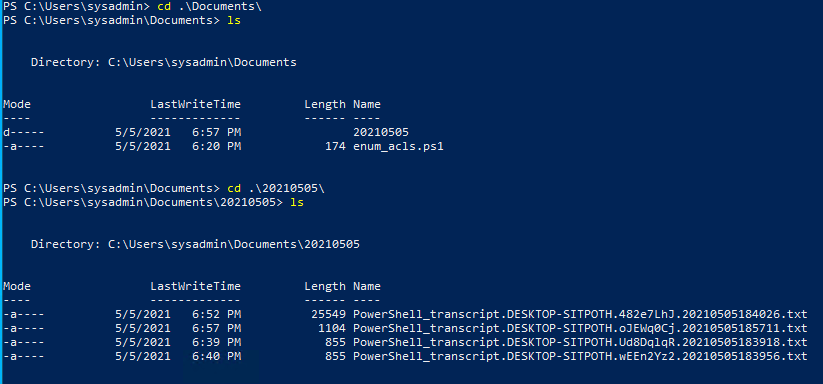 PS C:\Users\sysadmin> cd .\Documents\
PS C:\Users\sysadmin\Documents> ls
Directory: C:\Users\sysadmin\Documents
Mode LastWriteTime Length Name
---- ------------- ------ ----
d----- 5/5/2021 6:57 PM 20210505
-a---- 5/5/2021 6:20 PM 174 enum_acls.ps1
PS C:\Users\sysadmin\Documents> cd .\20210505\
PS C:\Users\sysadmin\Documents\20210505> ls
Directory: C:\Users\sysadmin\Documents\20210505
Mode LastWriteTime Length Name
---- ------------- ------ ----
-a---- 5/5/2021 6:52 PM 25549 PowerShell_transcript.DESKTOP-SITPOTH.482e7LhJ.20210505184026.txt
-a---- 5/5/2021 6:57 PM 1104 PowerShell_transcript.DESKTOP-SITPOTH.oJEWq0Cj.20210505185711.txt
-a---- 5/5/2021 6:39 PM 855 PowerShell_transcript.DESKTOP-SITPOTH.Ud8DqlqR.20210505183918.txt
-a---- 5/5/2021 6:40 PM 855 PowerShell_transcript.DESKTOP-SITPOTH.wEEn2Yz2.20210505183956.txt